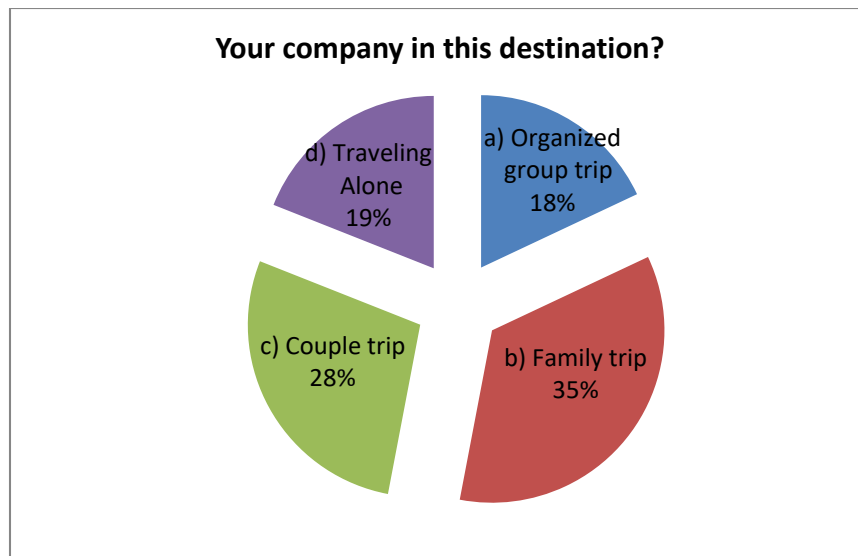 Your company in this destination?
a) Organized
group trip
18%
b) Family trip
35%
c) Couple trip
28%
d) Traveling
Alone
19%